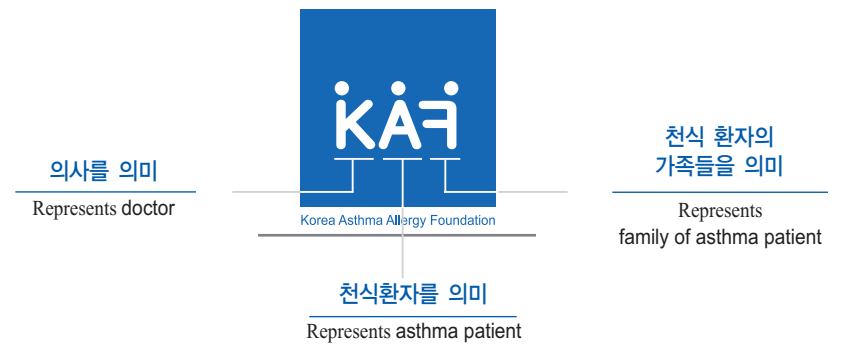 KAF
Korea Asthma Allergy Foundation
의사를 의미
Represents doctor
천식환자를 의미
Represents asthma patient
천식 환자의
가족들을 의미
Represents
family of asthma patient